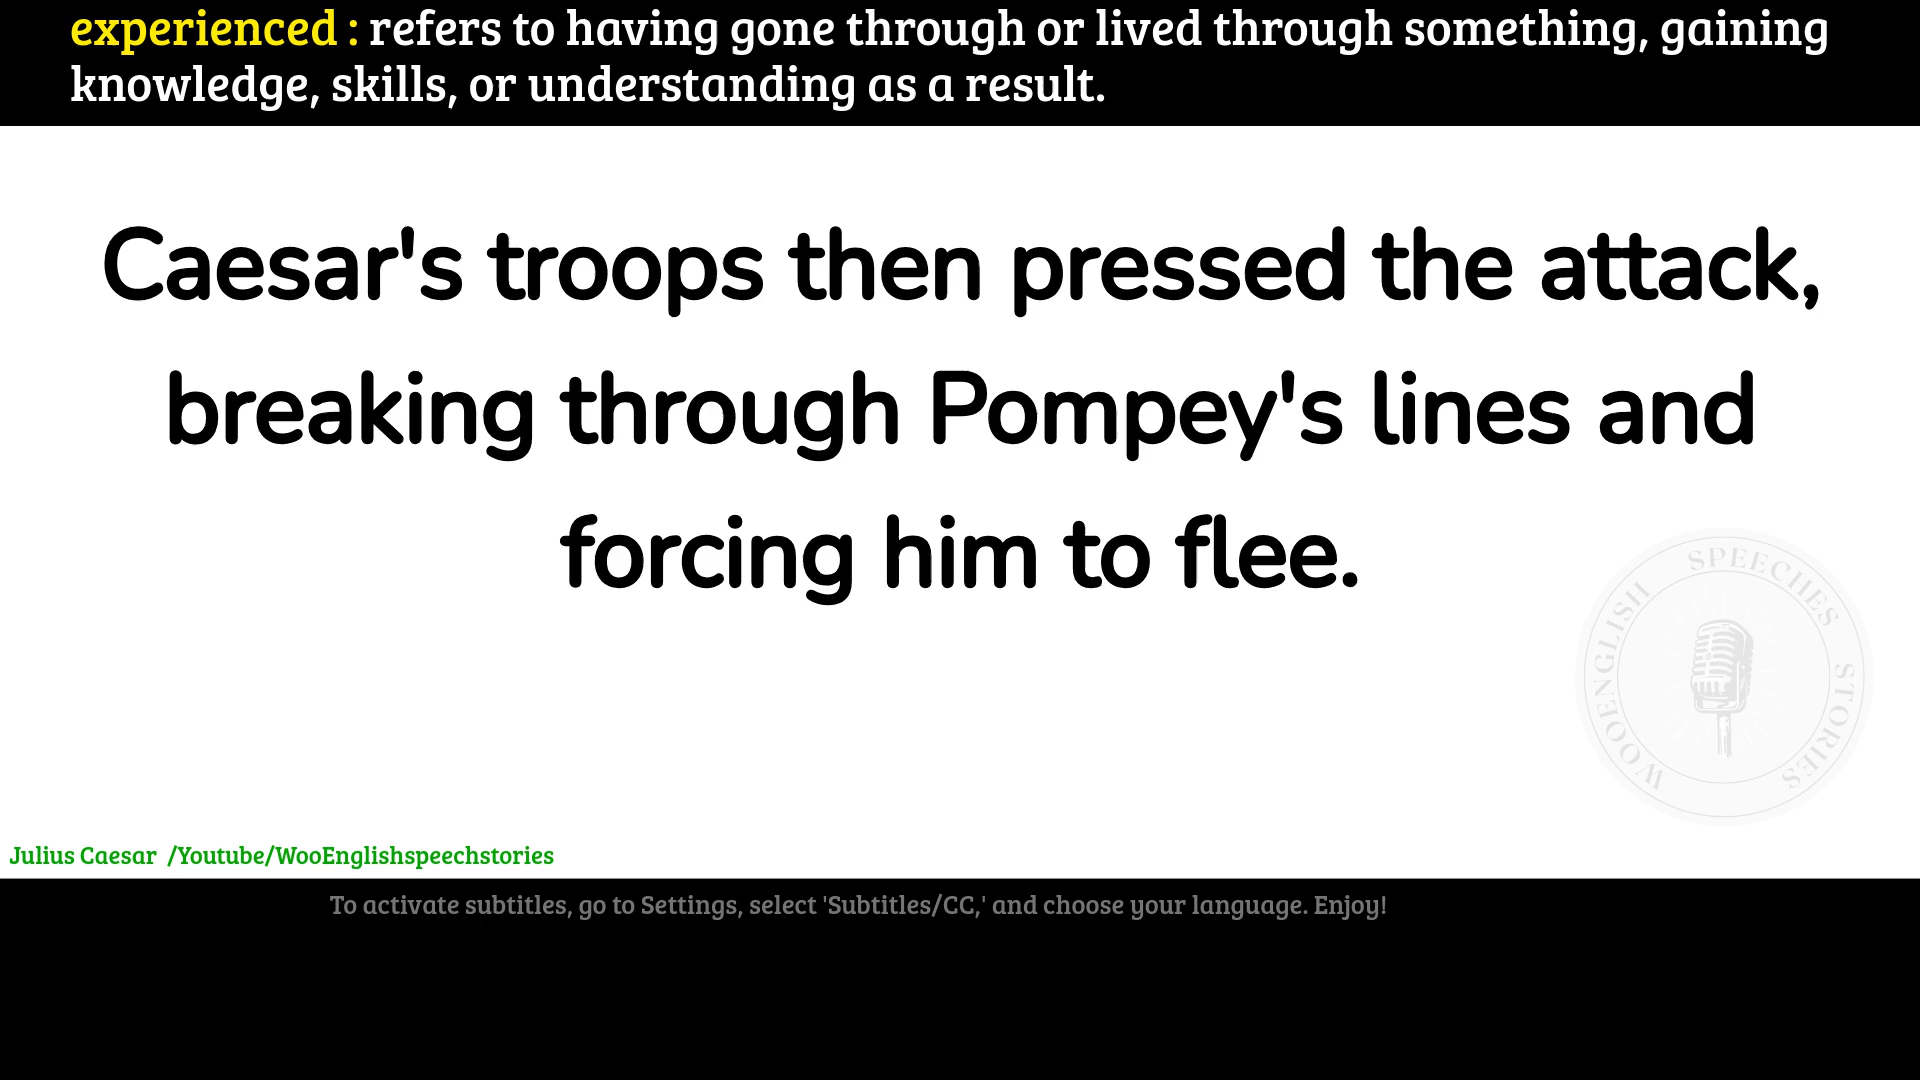 experienced : refers to having gone through or lived through something, gaining
knowledge, skills, or understanding as a result.
Caesar's troops then pressed the attack,
breaking through Pompey's lines and
forcing him to flee.
WOOENGLISH SPEECHES STORIES
Julius Caesar /Youtube/WooEnglishspeechstories
To activate subtitles, go to Settings, select 'Subtitles/CC,' and choose your language. Enjoy!